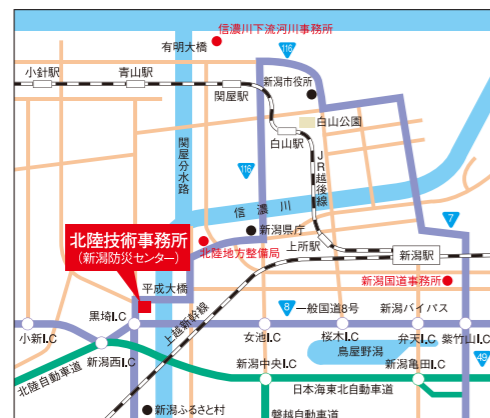 信濃川下流河川事務所
有明大橋
116
8
小針駅
青山駅
関屋駅
新潟市役所
白山公園
白山駅
関屋分水路
116
JR越後線
信濃川
新潟県庁
7
北陸技術事務所
(新潟防災センター)
北陸地方整備局
上所駅
新潟駅
平成大橋
新潟国道事務所
上越新幹線
黒埼I.C
8
一般国道8号
新潟バイパス
小新I.C
女池I.C
桜木I.C
弁天I.C
紫竹山I.C
鳥屋野潟
49
新潟西I.C
新潟中央I.C
新潟亀田I.C
北陸自動車道
日本海東北自動車道
新潟ふるさと村
磐越自動車道